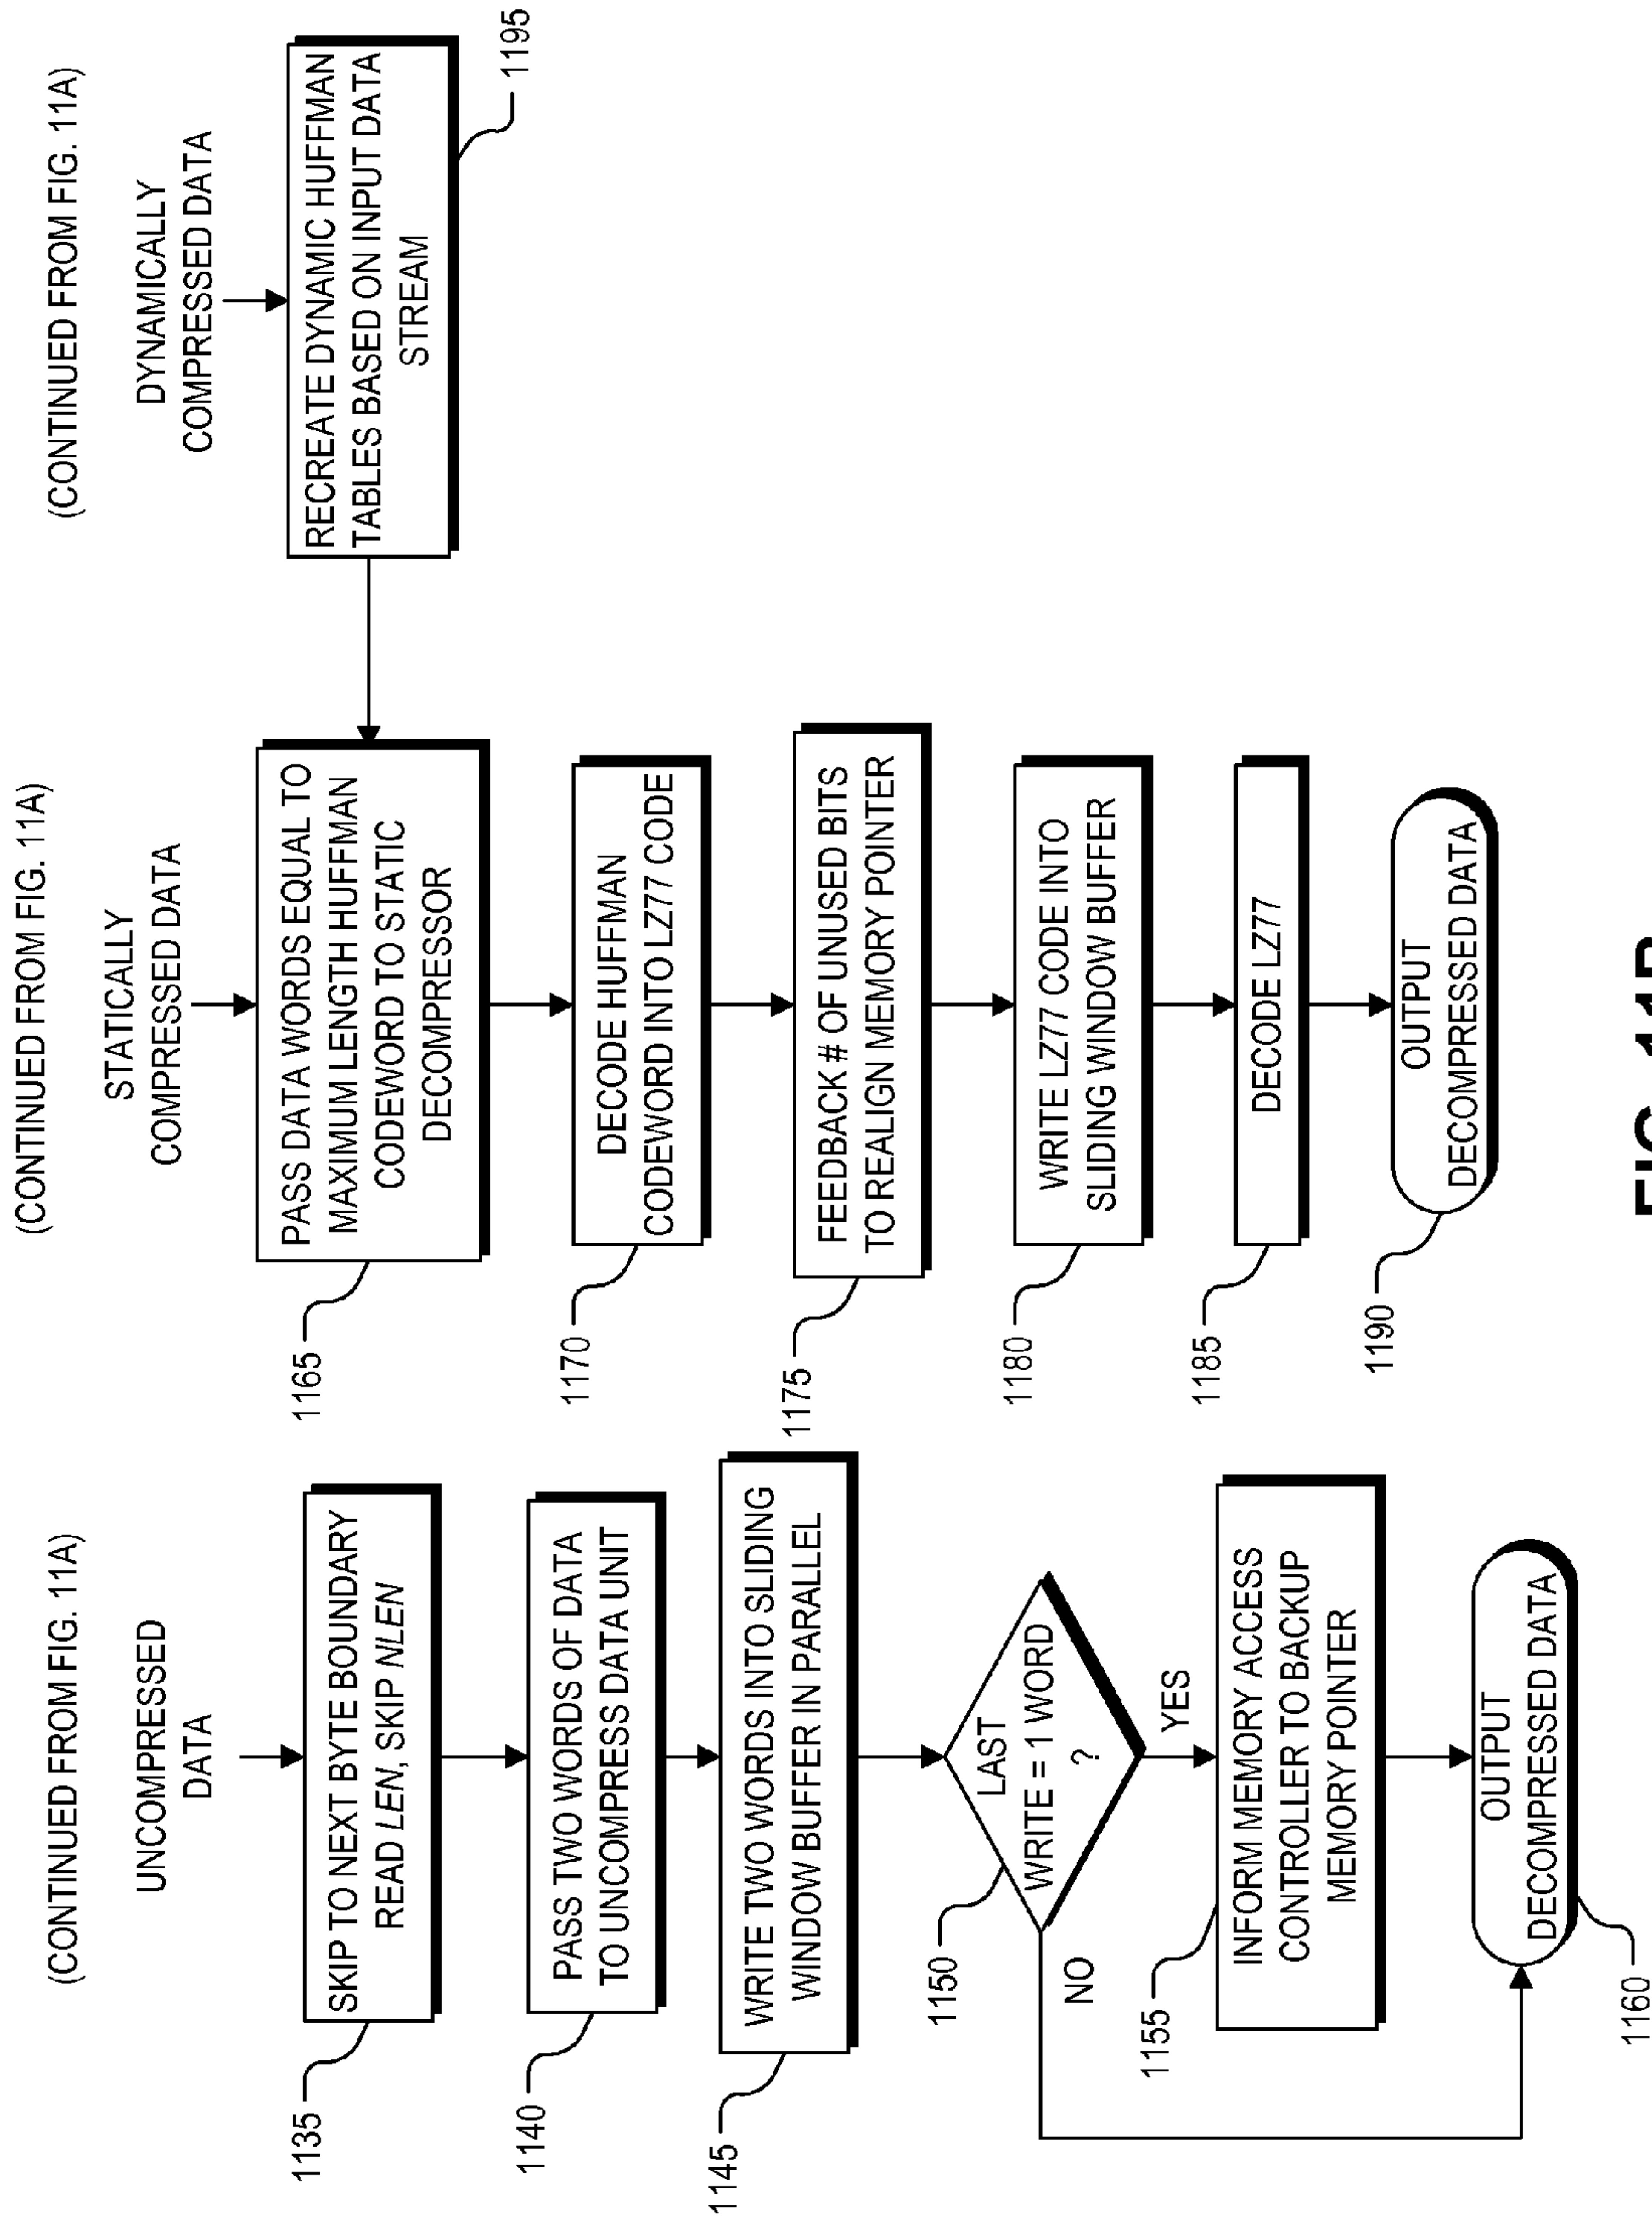 (CONTINUED FROM FIG. 11A)
UNCOMPRESSED
DATA
SKIP TO NEXT BYTE BOUNDARY
READ LEN, SKIP NLEN
1135
PASS TWO WORDS OF DATA
TO UNCOMPRESS DATA UNIT
1140
WRITE TWO WORDS INTO SLIDING
WINDOW BUFFER IN PARALLEL
1145
LAST
WRITE = 1 WORD
?
1150
NO
YES
INFORM MEMORY ACCESS
CONTROLLER TO BACKUP
MEMORY POINTER
1155
OUTPUT
DECOMPRESSED DATA
1160
(CONTINUED FROM FIG. 11A)
STATICALLY
COMPRESSED DATA
PASS DATA WORDS EQUAL TO
MAXIMUM LENGTH HUFFMAN
CODEWORD TO STATIC
DECOMPRESSOR
1165
DECODE HUFFMAN
CODEWORD INTO LZ77 CODE
1170
FEEDBACK # OF UNUSED BITS
TO REALIGN MEMORY POINTER
1175
WRITE LZ77 CODE INTO
SLIDING WINDOW BUFFER
1180
DECODE LZ77
1185
OUTPUT
DECOMPRESSED DATA
1190
(CONTINUED FROM FIG. 11A)
DYNAMICALLY
COMPRESSED DATA
RECREATE DYNAMIC HUFFMAN
TABLES BASED ON INPUT DATA
STREAM
1195